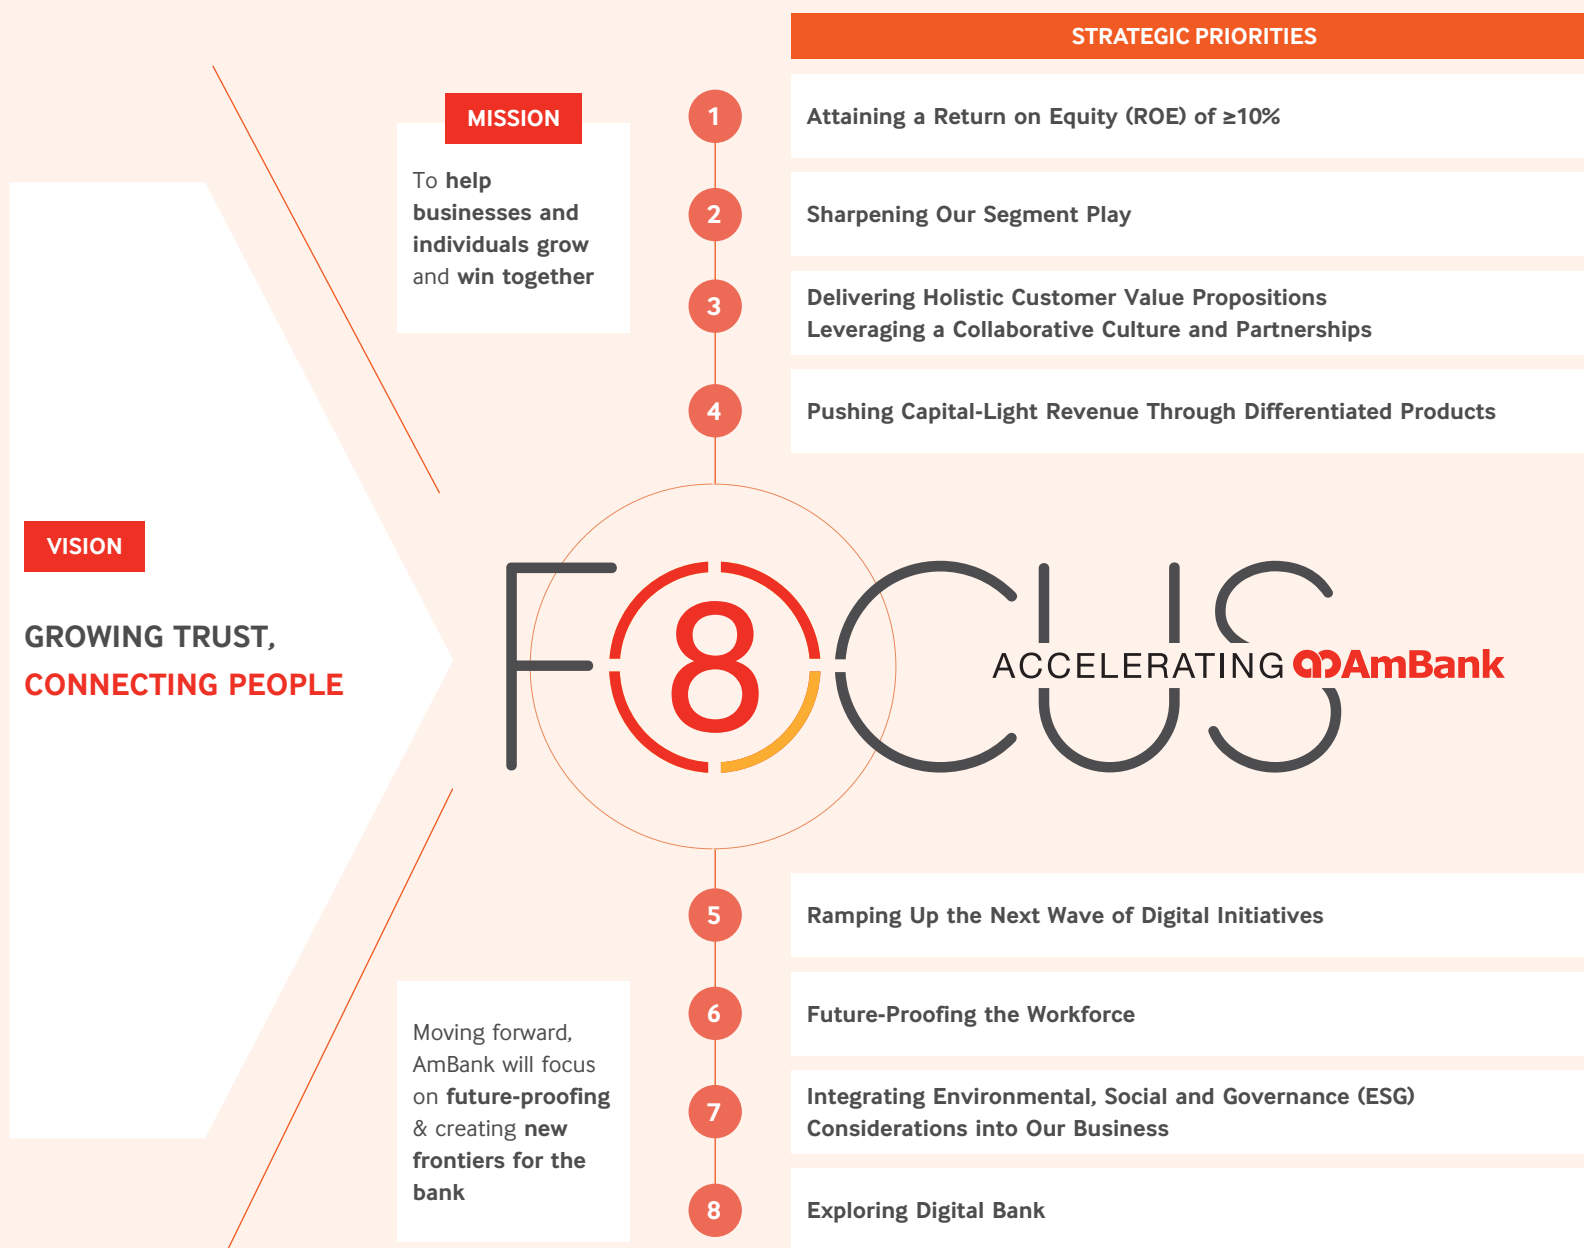 STRATEGIC PRIORITIES
MISSION
To help
businesses and
individuals grow
and win together
1
Attaining a Return on Equity (ROE) of ≥10%
2
Sharpening Our Segment Play
3
Delivering Holistic Customer Value Propositions
Leveraging a Collaborative Culture and Partnerships
4
Pushing Capital-Light Revenue Through Differentiated Products
VISION
GROWING TRUST,
CONNECTING PEOPLE
F8CUS
ACCELERATING AmBank
5
Ramping Up the Next Wave of Digital Initiatives
Moving forward,
AmBank will focus
on future-proofing
& creating new
frontiers for the
bank
6
Future-Proofing the Workforce
7
Integrating Environmental, Social and Governance (ESG)
Considerations into Our Business
8
Exploring Digital Bank